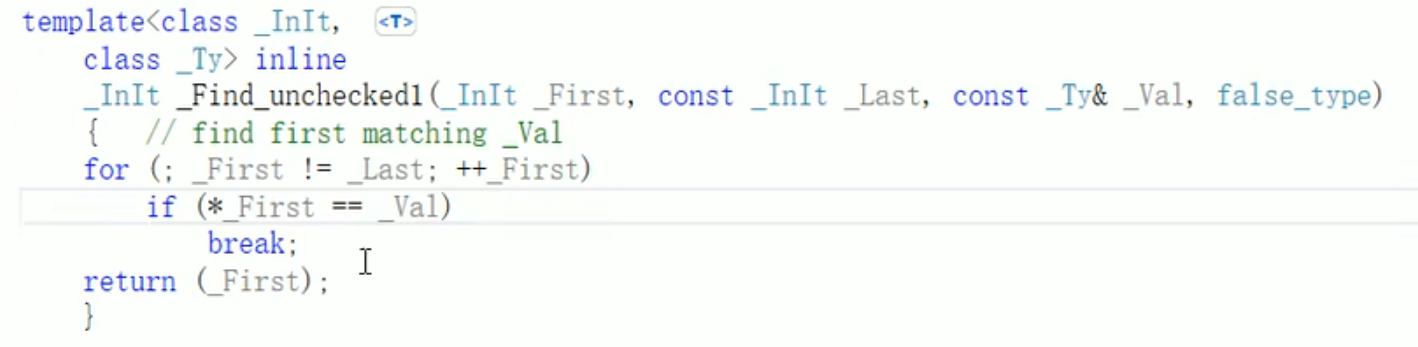 template<class _InIt, <T>
class _Ty> inline
_InIt _Find_unchecked1(_InIt _First, const _InIt _Last, const _Ty& _Val, false_type)
{ // find first matching _Val
for (; _First != _Last; ++_First)
if (*_First == _Val)
break;
return (_First);
}